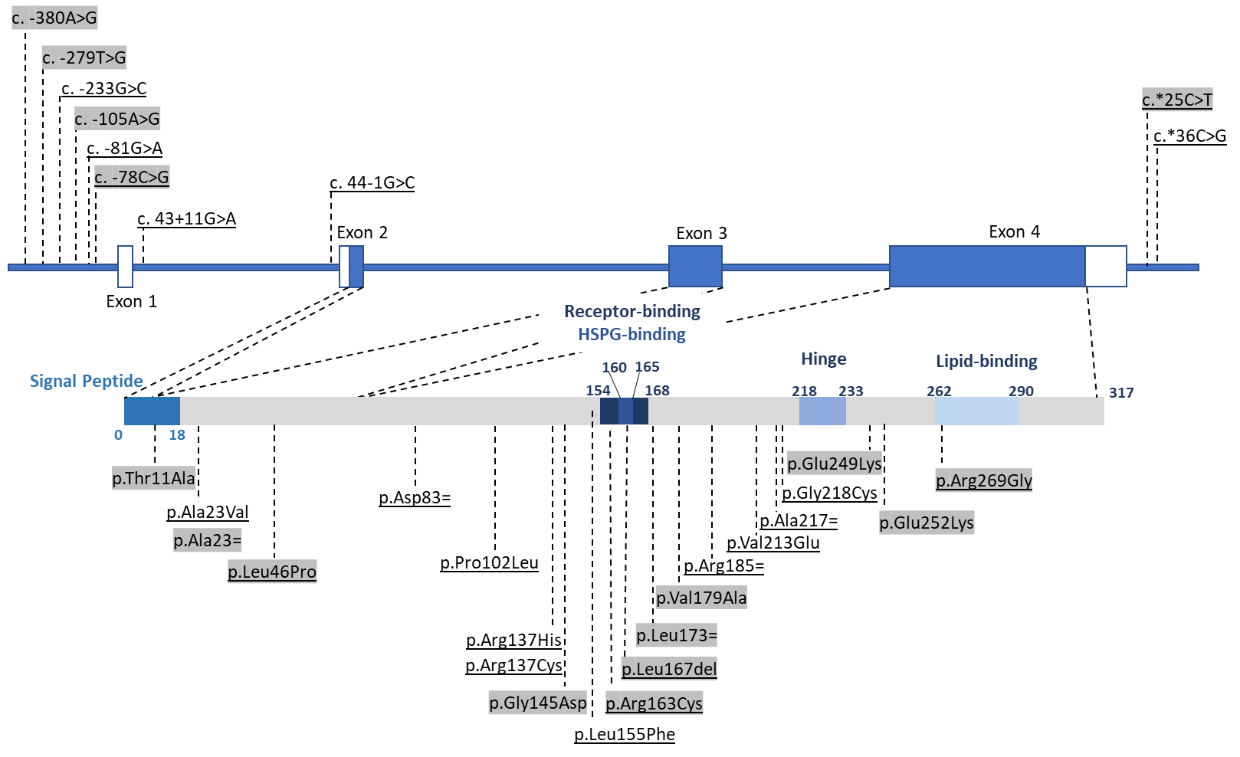 c. -380A>G
c. -279T>G
c. -233G>C
c. -105A>G
c. -81G>A
c. -78C>G
c. 43+11G>A
c. 44-1G>C
c.*25C>T
c.*36C>G
Exon 1
Exon 2
Exon 3
Exon 4
Receptor-binding
HSPG-binding
Signal Peptide
Hinge
Lipid-binding
160 165
154 168
218 233
262 290
317
0 18
p.Thr11Ala
p.Ala23Val
p.Ala23=
p.Leu46Pro
p.Asp83=
p.Pro102Leu
p.Arg137His
p.Arg137Cys
p.Gly145Asp
p.Leu155Phe
p.Arg163Cys
p.Leu167del
p.Leu173=
p.Val179Ala
p.Arg185=
p.Val213Glu
p.Ala217=
p.Gly218Cys
p.Glu249Lys
p.Glu252Lys
p.Arg269Gly